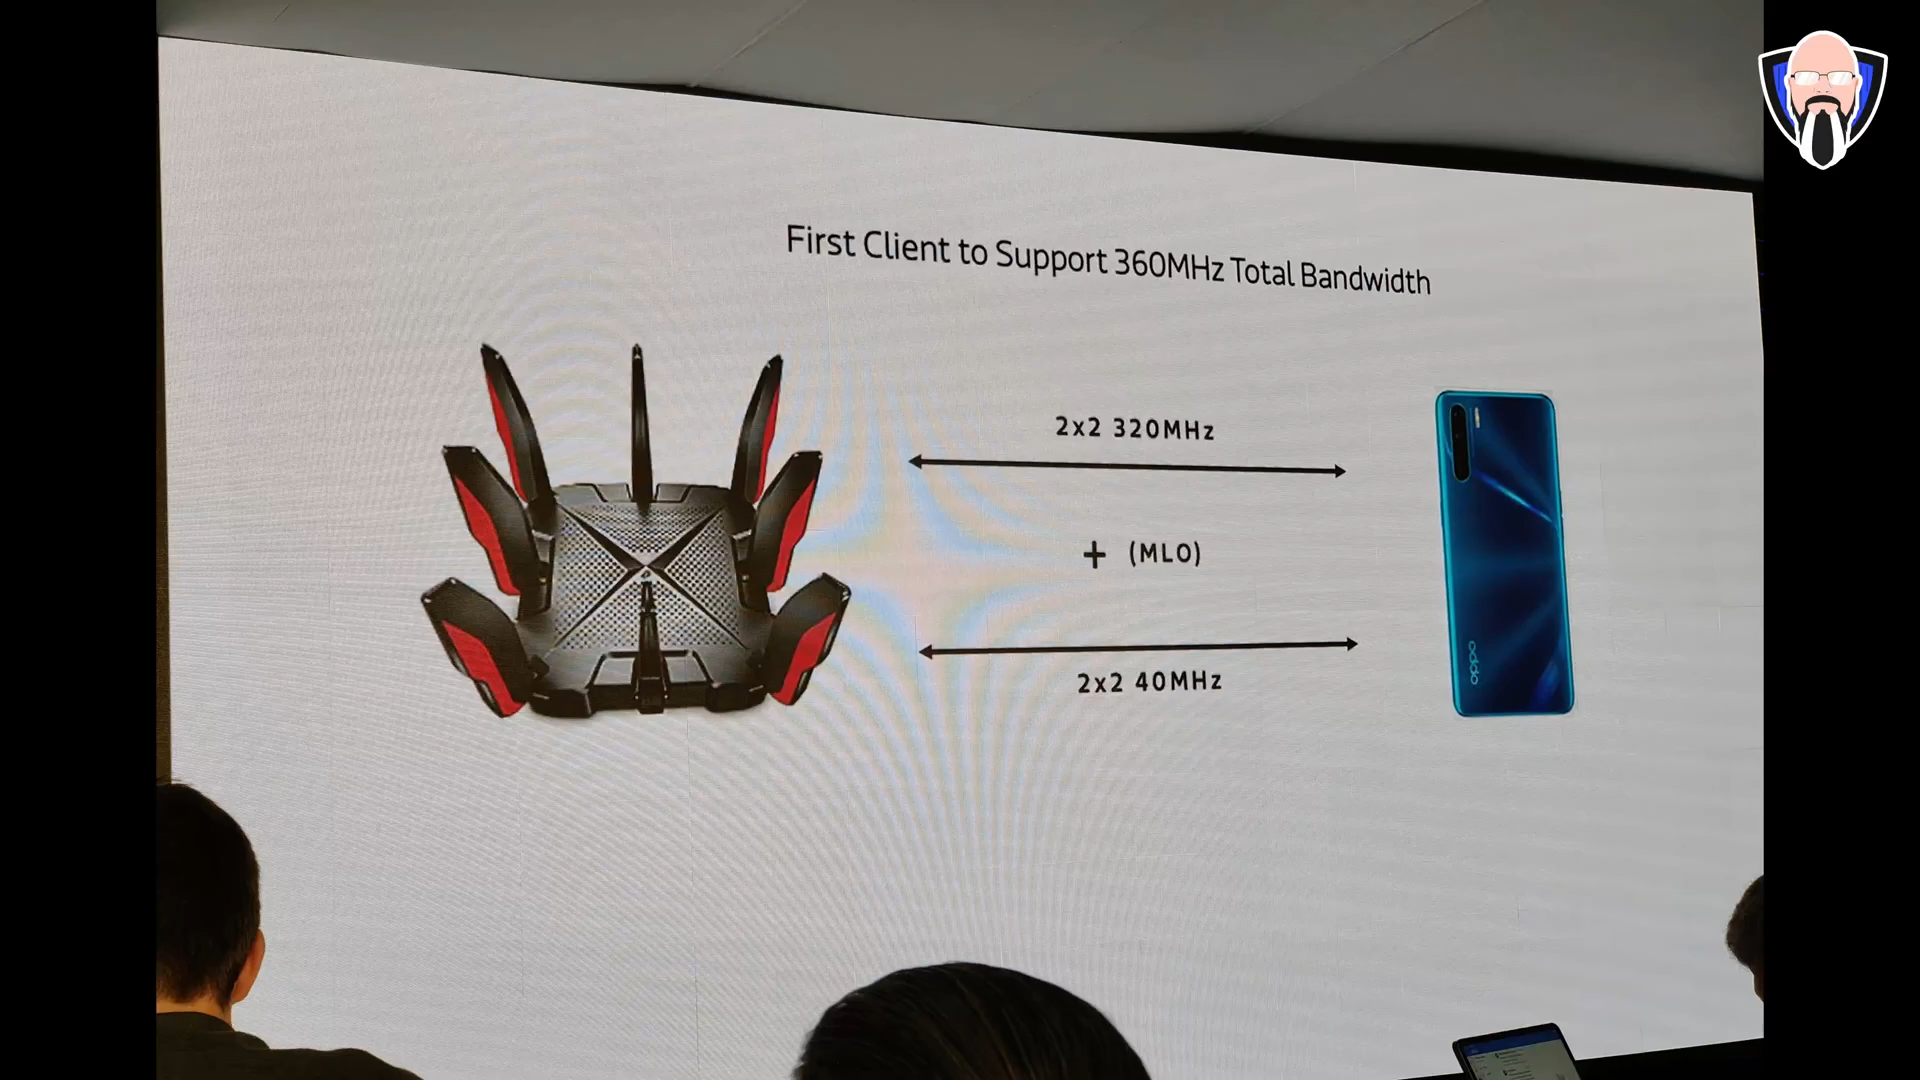 First Client to Support 360MHz Total Bandwidth
2x2 320MHz
+ (MLO)
2x2 40MHz
oppo